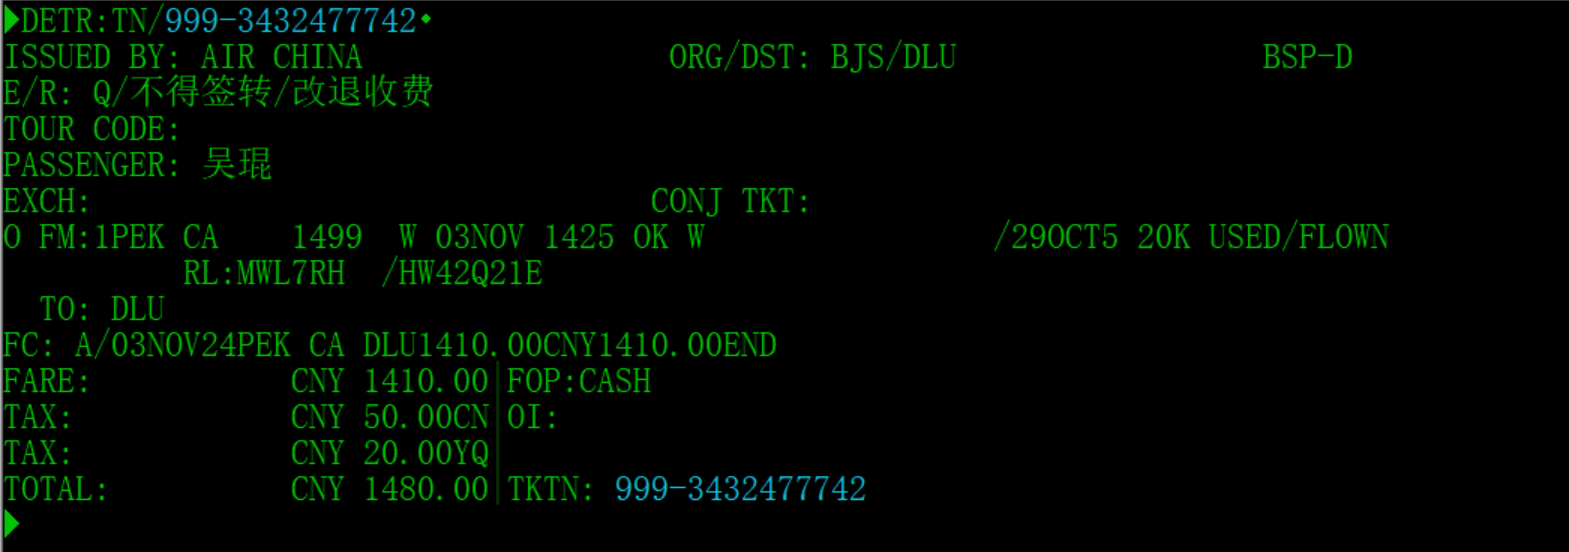 DETR:TN/999-3432477742
ISSUED BY: AIR CHINA ORG/DST: BJS/DLU BSP-D
E/R: Q/不得签转/改退收费
TOUR CODE:
PASSENGER: 吴琨
EXCH: CONJ TKT:
O FM:1PEK CA 1499 W 03NOV 1425 OK W /29OCT5 20K USED/FLOWN
RL:MWL7RH /HW42Q21E
TO: DLU
FC: A/03NOV24PEK CA DLU1410.00CNY1410.00END
FARE: CNY 1410.00 FOP:CASH
TAX: CNY 50.00CN OI:
TAX: CNY 20.00YQ
TOTAL: CNY 1480.00 TKTN: 999-3432477742